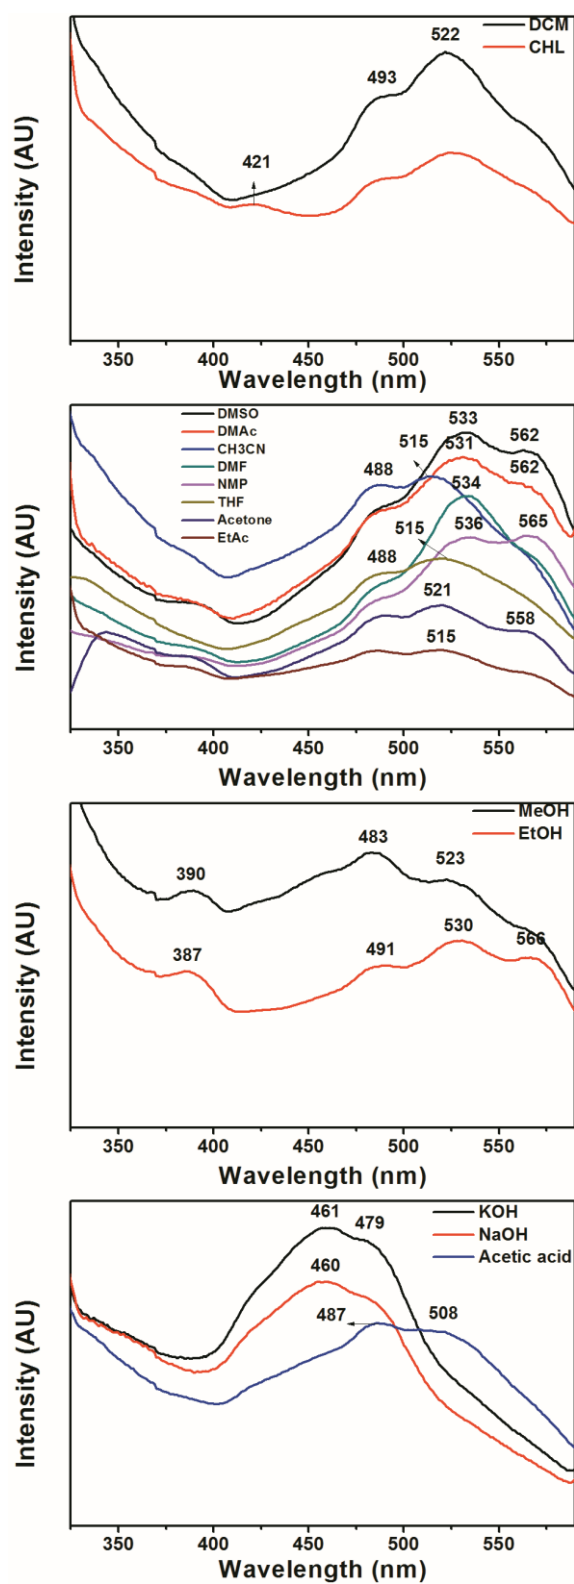 DCM
CHL
522
493
421
Intensity (AU)
350 400 450 500 550
Wavelength (nm)
DMSO
DMAc
CH3CN
DMF
NMP
THF
Acetone
EtAc
533
515 531 562
488 562
534
515 536 565
488
521
558
515
Intensity (AU)
350 400 450 500 550
Wavelength (nm)
MeOH
EtOH
483
390 523
530
387 491 566
Intensity (AU)
350 400 450 500 550
Wavelength (nm)
KOH
NaOH
Acetic acid
461 479
460
487 508
Intensity (AU)
350 400 450 500 550
Wavelength (nm)